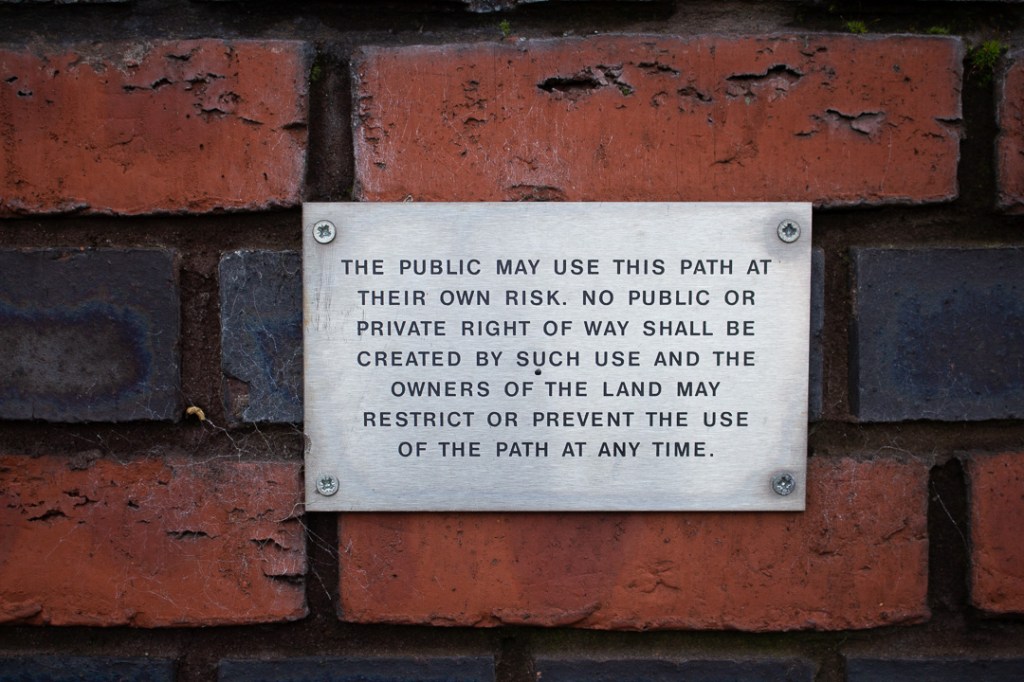 THE PUBLIC MAY USE THIS PATH AT
THEIR OWN RISK. NO PUBLIC OR
PRIVATE RIGHT OF WAY SHALL BE
CREATED BY SUCH USE AND THE
OWNERS OF THE LAND MAY
RESTRICT OR PREVENT THE USE
OF THE PATH AT ANY TIME.